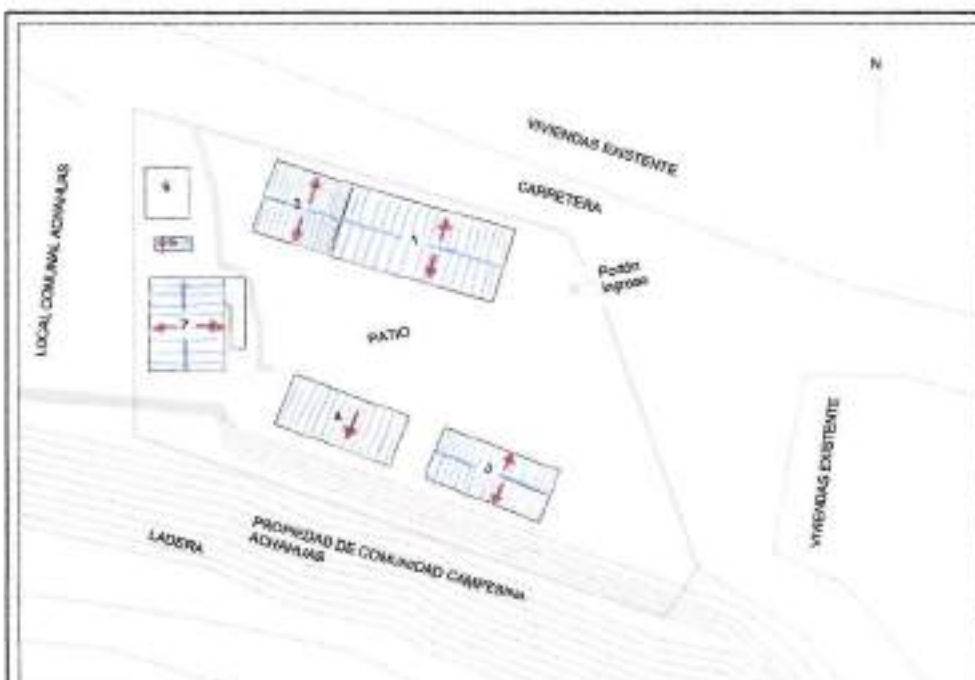 N
VIVIENDAS EXISTENTE
CARRETERA
LOCAL COMUNAL ACHAHUAS
2
1
Portón
ingreso
PATIO
7
4
3
VIVIENDAS EXISTENTE
LADERA
PROPIEDAD DE COMUNIDAD CAMPESINA
ACHAHUAS